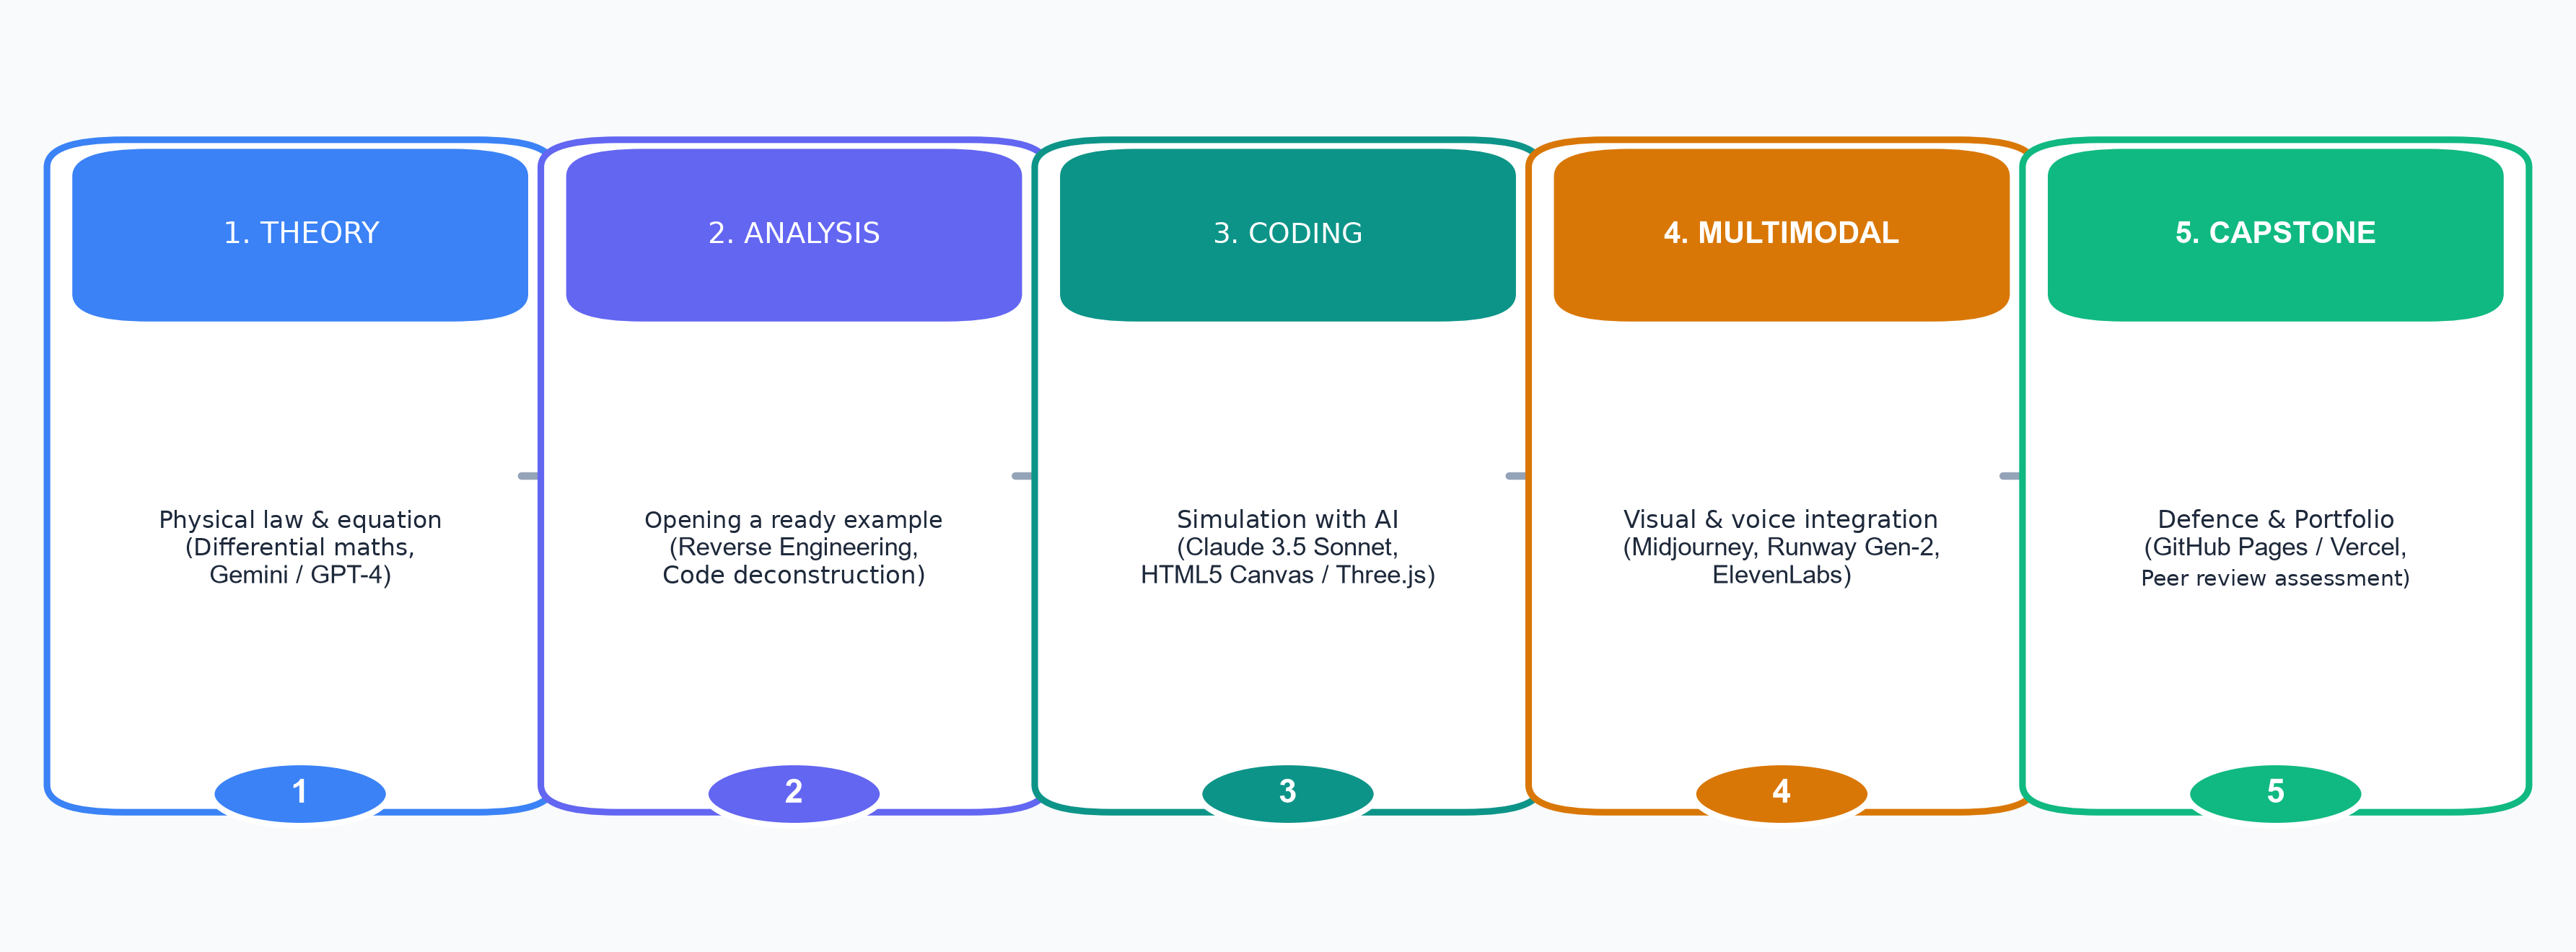 1. THEORY
Physical law & equation
(Differential maths,
Gemini / GPT-4)
1
2. ANALYSIS
Opening a ready example
(Reverse Engineering,
Code deconstruction)
2
3. CODING
Simulation with AI
(Claude 3.5 Sonnet,
HTML5 Canvas / Three.js)
3
4. MULTIMODAL
Visual & voice integration
(Midjourney, Runway Gen-2,
ElevenLabs)
4
5. CAPSTONE
Defence & Portfolio
(GitHub Pages / Vercel,
Peer review assessment)
5